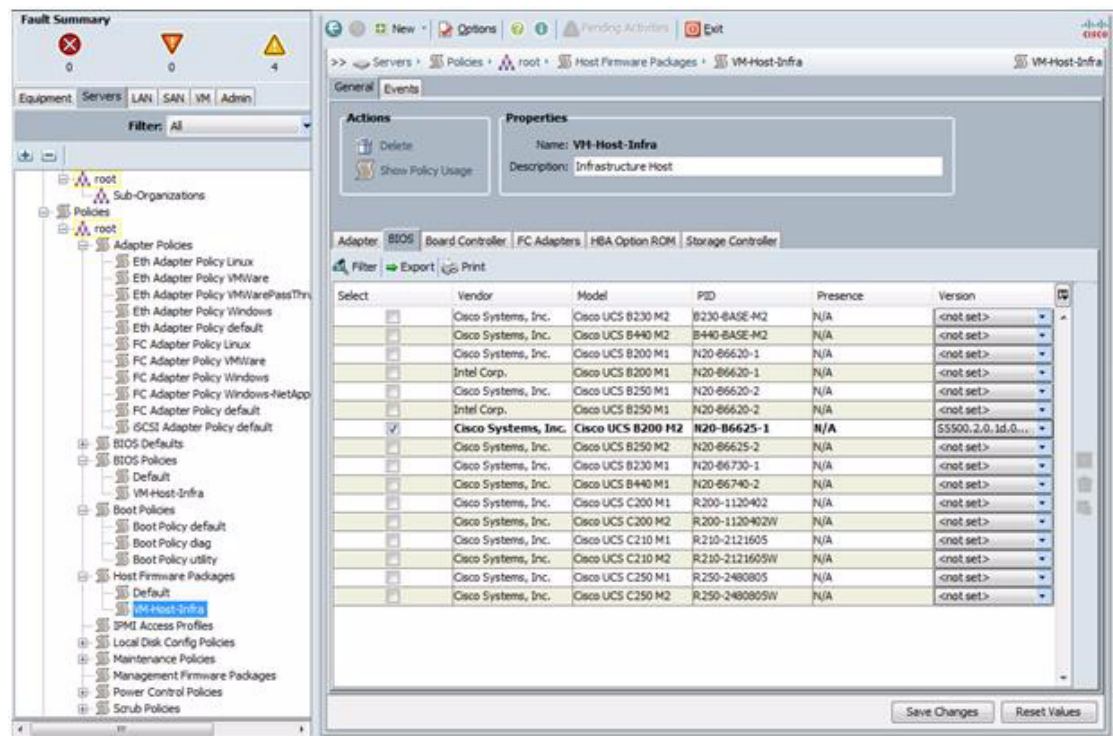 Fault Summary
0 0 4
Equipment Servers LAN SAN VM Admin
Filter: All
root
Sub-Organizations
Policies
root
Adapter Policies
Eth Adapter Policy Linux
Eth Adapter Policy VMWare
Eth Adapter Policy VMWarePassThru
Eth Adapter Policy Windows
Eth Adapter Policy default
FC Adapter Policy Linux
FC Adapter Policy VMWare
FC Adapter Policy Windows
FC Adapter Policy Windows-NetApp
FC Adapter Policy default
iSCSI Adapter Policy default
BIOS Defaults
BIOS Policies
Default
VM-Host-Infra
Boot Policies
Boot Policy default
Boot Policy diag
Boot Policy utility
Host Firmware Packages
Default
VM-Host-Infra
IPMI Access Profiles
Local Disk Config Policies
Maintenance Policies
Management Firmware Packages
Power Control Policies
Scrub Policies
New Options Pending Activities Exit
CISCO
>> Servers Policies root Host Firmware Packages VM-Host-Infra VM-Host-Infra
General Events
Actions
Delete
Show Policy Usage
Properties
Name: VM-Host-Infra
Description: Infrastructure Host
Adapter BIOS Board Controller FC Adapters HBA Option ROM Storage Controller
Filter Export Print
Select Vendor Model PID Presence Version
Cisco Systems, Inc. Cisco UCS B230 M2 B230-BASE-M2 N/A <not set>
Cisco Systems, Inc. Cisco UCS B440 M2 B440-BASE-M2 N/A <not set>
Cisco Systems, Inc. Cisco UCS B200 M1 N20-B6620-1 N/A <not set>
Intel Corp. Cisco UCS B200 M1 N20-B6620-1 N/A <not set>
Cisco Systems, Inc. Cisco UCS B250 M1 N20-B6620-2 N/A <not set>
Intel Corp. Cisco UCS B250 M1 N20-B6620-2 N/A <not set>
Cisco Systems, Inc. Cisco UCS B200 M2 N20-B6625-1 N/A S5500.2.0.1d.0...
Cisco Systems, Inc. Cisco UCS B250 M2 N20-B6625-2 N/A <not set>
Cisco Systems, Inc. Cisco UCS B230 M1 N20-B6730-1 N/A <not set>
Cisco Systems, Inc. Cisco UCS B440 M1 N20-B6740-2 N/A <not set>
Cisco Systems, Inc. Cisco UCS C200 M1 R200-1120402 N/A <not set>
Cisco Systems, Inc. Cisco UCS C200 M2 R200-1120402W N/A <not set>
Cisco Systems, Inc. Cisco UCS C210 M1 R210-2121605 N/A <not set>
Cisco Systems, Inc. Cisco UCS C210 M2 R210-2121605W N/A <not set>
Cisco Systems, Inc. Cisco UCS C250 M1 R250-2480805 N/A <not set>
Cisco Systems, Inc. Cisco UCS C250 M2 R250-2480805W N/A <not set>
Save Changes Reset Values